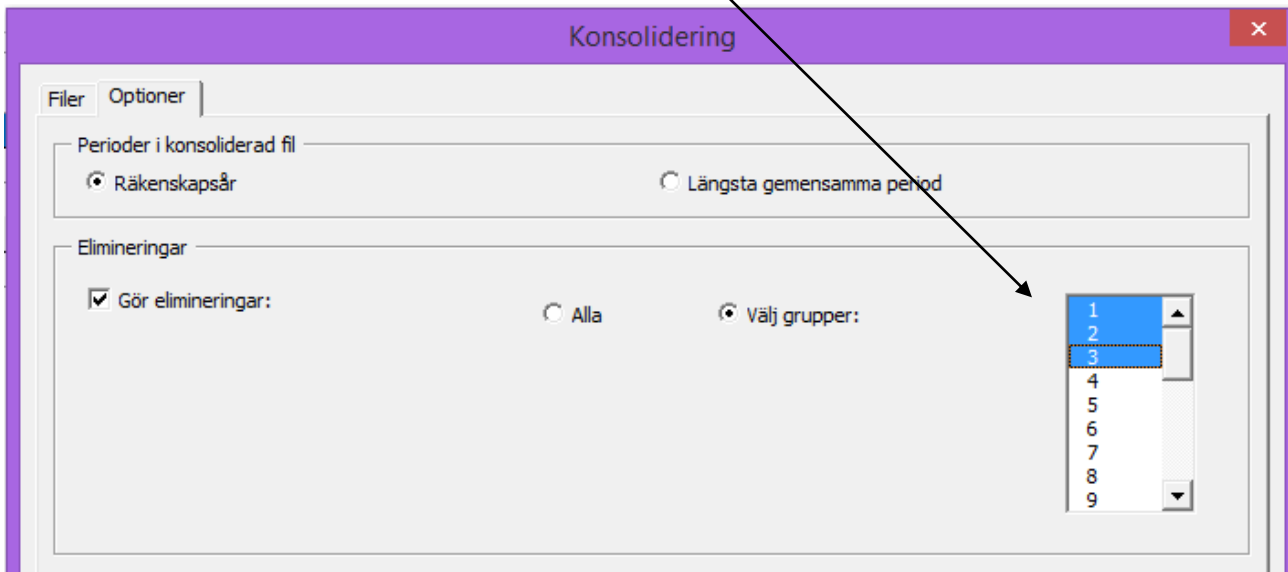 Konsolidering
Filer Optioner
Perioder i konsoliderad fil
Räkenskapsår Längsta gemensamma period
Elimineringar
Gör elimineringar: Alla Välj grupper:
1
2
3
4
5
6
7
8
9